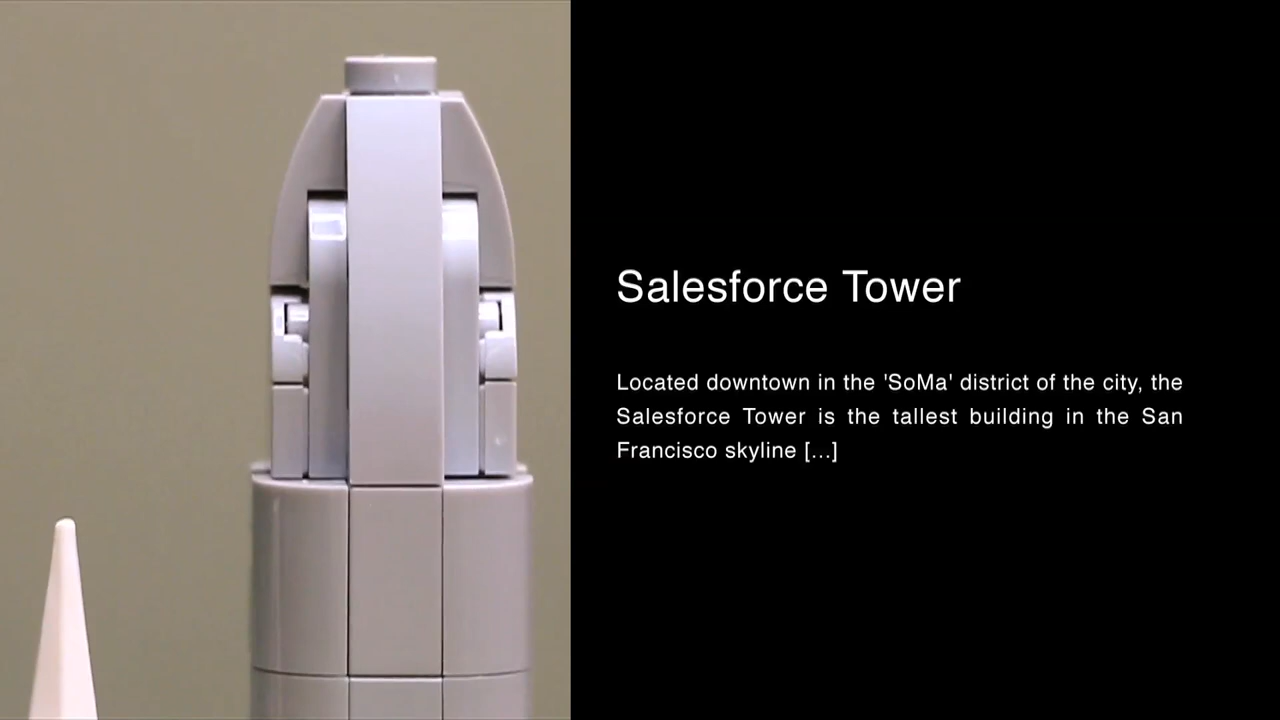 Salesforce Tower
Located downtown in the 'SoMa' district of the city, the
Salesforce Tower is the tallest building in the San
Francisco skyline [...]